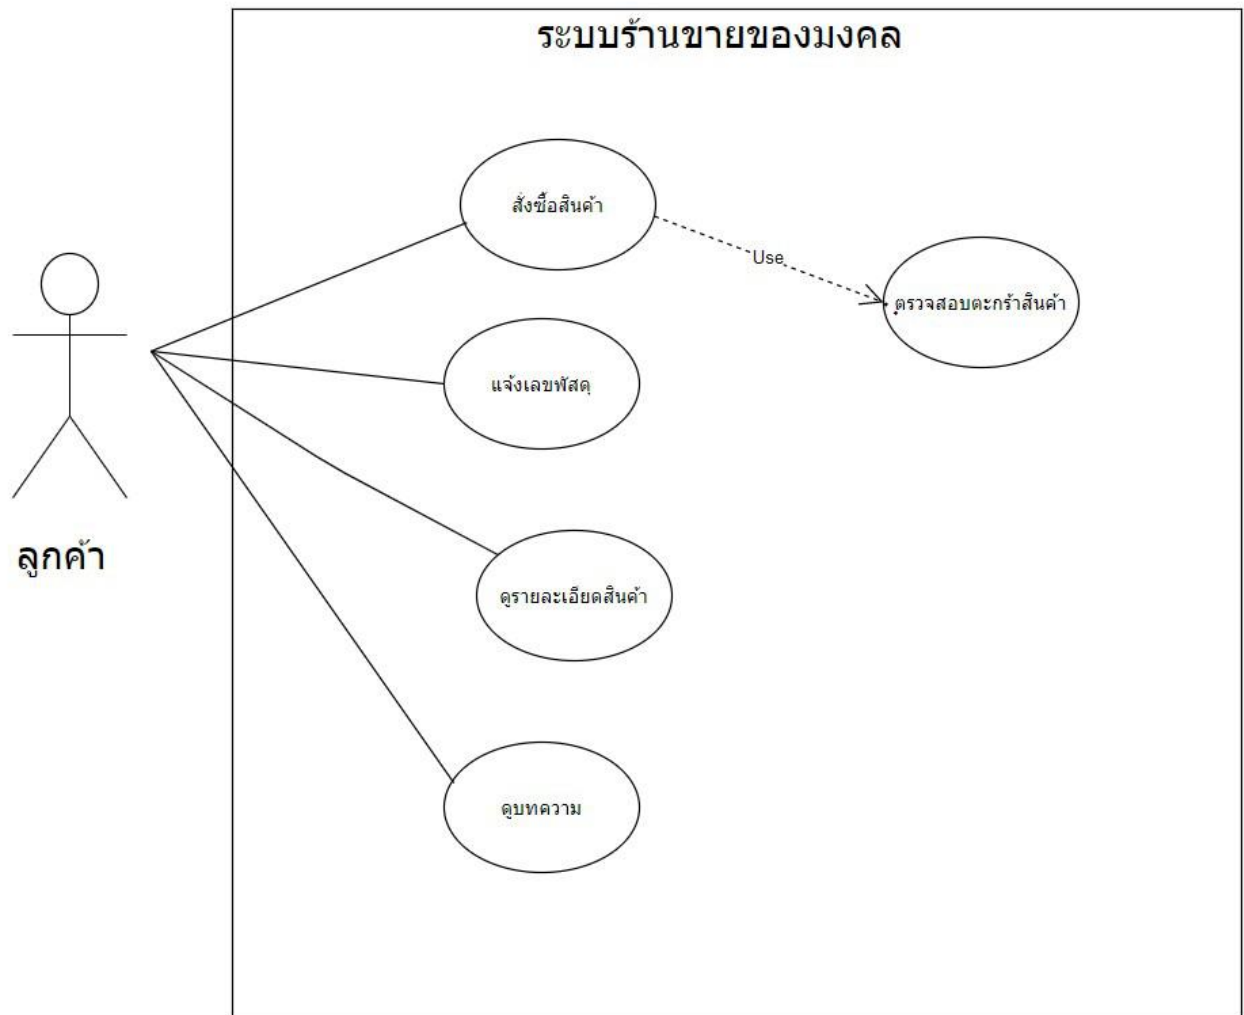 ระบบร้านขายของมงคล
สั่งซื้อสินค้า
Use
ตรวจสอบตะกร้าสินค้า
แจ้งเลขพัสดุ
ลูกค้า
ดูรายละเอียดสินค้า
ดูบทความ